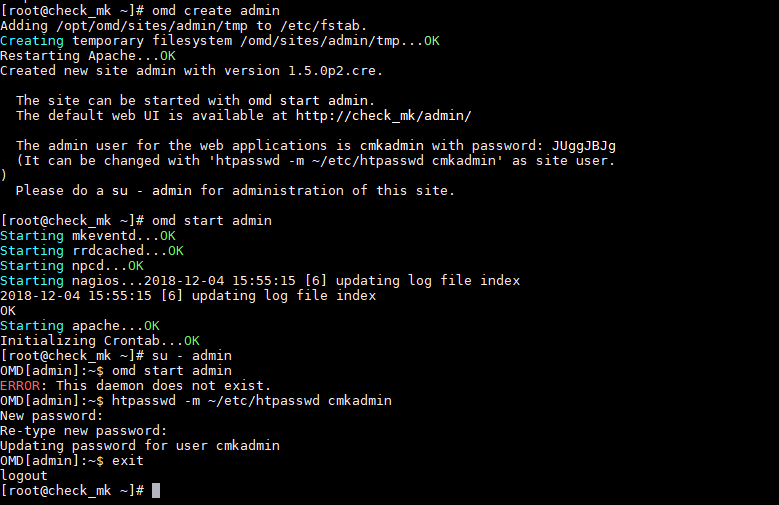 [root@check_mk ~]# omd create admin
Adding /opt/omd/sites/admin/tmp to /etc/fstab.
Creating temporary filesystem /omd/sites/admin/tmp...OK
Restarting Apache...OK
Created new site admin with version 1.5.0p2.cre.
The site can be started with omd start admin.
The default web UI is available at http://check_mk/admin/
The admin user for the web applications is cmkadmin with password: JUggJBJg
(It can be changed with 'htpasswd -m ~/etc/htpasswd cmkadmin' as site user.
)
Please do a su - admin for administration of this site.
[root@check_mk ~]# omd start admin
Starting mkeventd...OK
Starting rrdcached...OK
Starting npcd...OK
Starting nagios...2018-12-04 15:55:15 [6] updating log file index
2018-12-04 15:55:15 [6] updating log file index
OK
Starting apache...OK
Initializing Crontab...OK
[root@check_mk ~]# su - admin
OMD[admin]:~$ omd start admin
ERROR: This daemon does not exist.
OMD[admin]:~$ htpasswd -m ~/etc/htpasswd cmkadmin
New password:
Re-type new password:
Updating password for user cmkadmin
OMD[admin]:~$ exit
logout
[root@check_mk ~]#